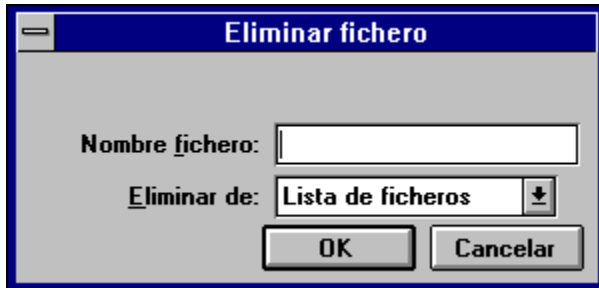 Eliminar fichero
Nombre fichero:
Eliminar de: Lista de ficheros
OK Cancelar